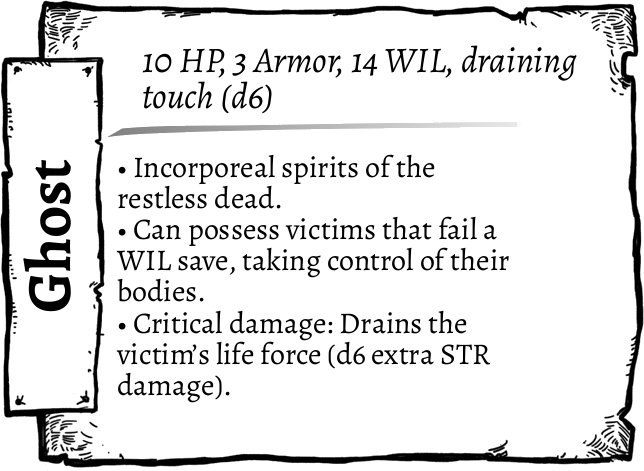 Ghost
10 HP, 3 Armor, 14 WIL, draining
touch (d6)
• Incorporeal spirits of the
restless dead.
• Can possess victims that fail a
WIL save, taking control of their
bodies.
• Critical damage: Drains the
victim's life force (d6 extra STR
damage).